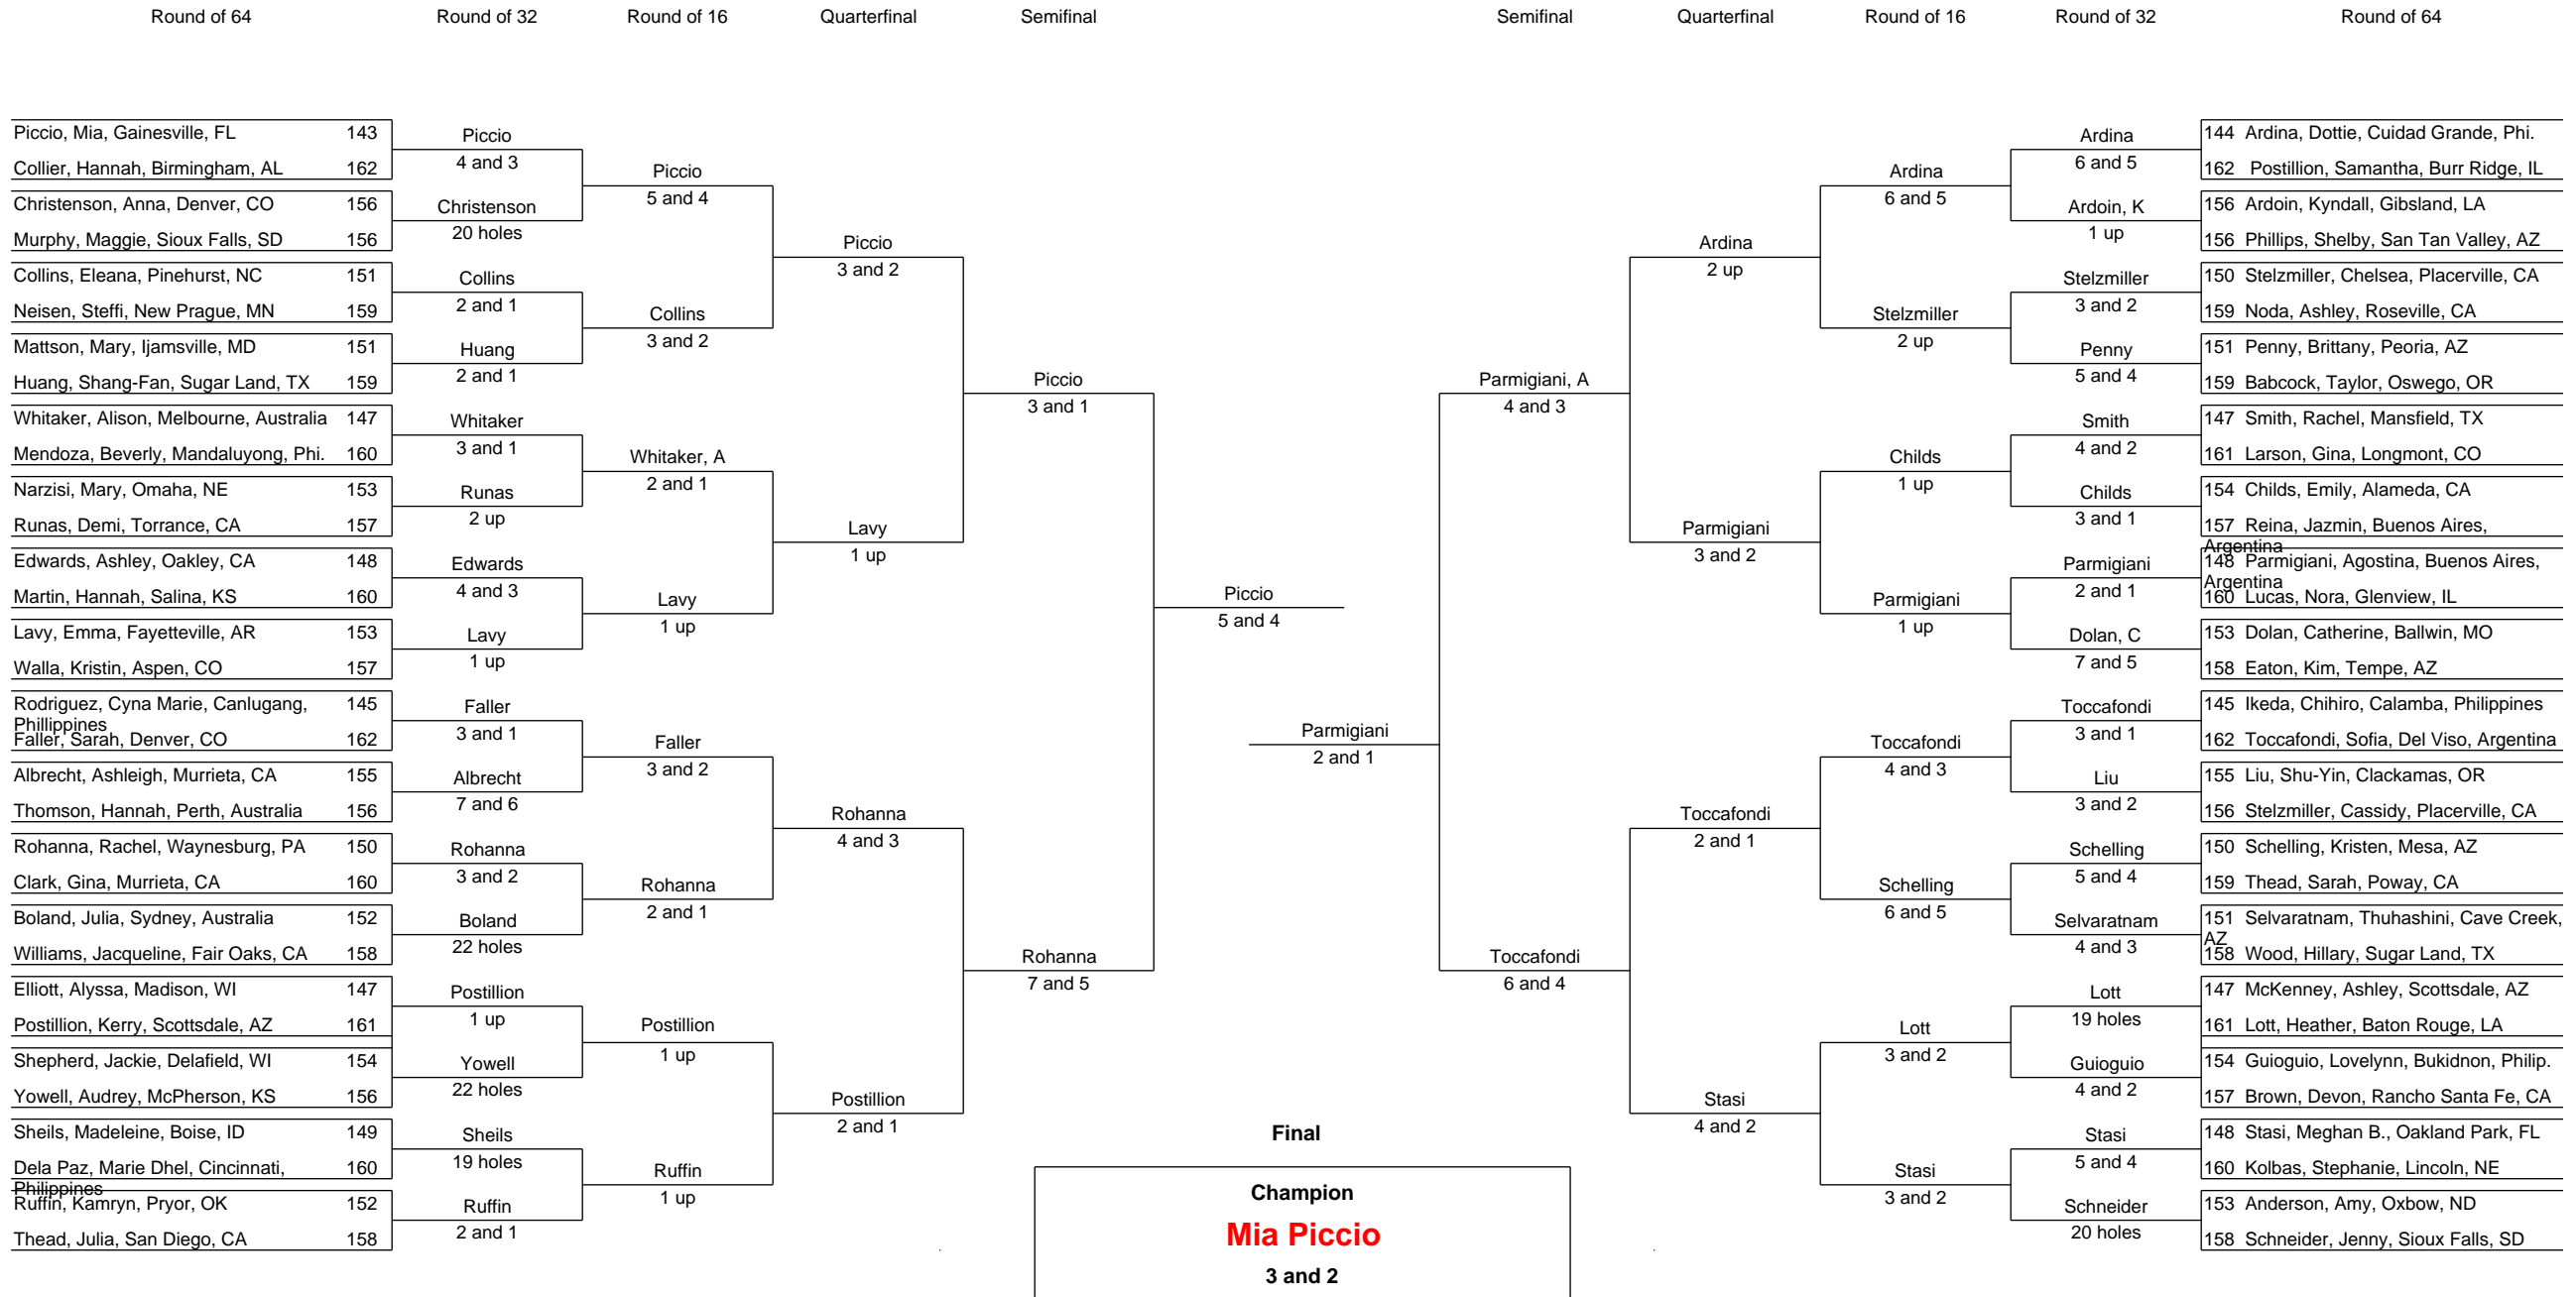 Round of 64 Round of 32 Round of 16 Quarterfinal Semifinal Semifinal Quarterfinal Round of 16 Round of 32 Round of 64
Piccio, Mia, Gainesville, FL 143
Collier, Hannah, Birmingham, AL 162
Christenson, Anna, Denver, CO 156
Murphy, Maggie, Sioux Falls, SD 156
Collins, Eleana, Pinehurst, NC 151
Neisen, Steffi, New Prague, MN 159
Mattson, Mary, Ijamsville, MD 151
Huang, Shang-Fan, Sugar Land, TX 159
Whitaker, Alison, Melbourne, Australia 147
Mendoza, Beverly, Mandaluyong, Phi. 160
Narzisi, Mary, Omaha, NE 153
Runas, Demi, Torrance, CA 157
Edwards, Ashley, Oakley, CA 148
Martin, Hannah, Salina, KS 160
Lavy, Emma, Fayetteville, AR 153
Walla, Kristin, Aspen, CO 157
Rodriguez, Cyna Marie, Canlugang, 145
Phillippines
Faller, Sarah, Denver, CO 162
Albrecht, Ashleigh, Murrieta, CA 155
Thomson, Hannah, Perth, Australia 156
Rohanna, Rachel, Waynesburg, PA 150
Clark, Gina, Murrieta, CA 160
Boland, Julia, Sydney, Australia 152
Williams, Jacqueline, Fair Oaks, CA 158
Elliott, Alyssa, Madison, WI 147
Postillion, Kerry, Scottsdale, AZ 161
Shepherd, Jackie, Delafield, WI 154
Yowell, Audrey, McPherson, KS 156
Sheils, Madeleine, Boise, ID 149
Dela Paz, Marie Dhel, Cincinnati, 160
Philippines
Ruffin, Kamryn, Pryor, OK 152
Thead, Julia, San Diego, CA 158
Piccio
4 and 3
Christenson
20 holes
Collins
2 and 1
Huang
2 and 1
Whitaker
3 and 1
Runas
2 up
Edwards
4 and 3
Lavy
1 up
Faller
3 and 1
Albrecht
7 and 6
Rohanna
3 and 2
Boland
22 holes
Postillion
1 up
Yowell
22 holes
Sheils
19 holes
Ruffin
2 and 1
Piccio
5 and 4
Collins
3 and 2
Whitaker, A
2 and 1
Lavy
1 up
Faller
3 and 2
Rohanna
2 and 1
Postillion
1 up
Ruffin
1 up
Piccio
3 and 2
Lavy
1 up
Rohanna
4 and 3
Postillion
2 and 1
Piccio
3 and 1
Rohanna
7 and 5
Piccio
5 and 4
Parmigiani
2 and 1
Final
Champion
Mia Piccio
3 and 2
Parmigiani, A
4 and 3
Toccafondi
6 and 4
Ardina
2 up
Parmigiani
3 and 2
Toccafondi
2 and 1
Stasi
4 and 2
Ardina
6 and 5
Stelzmiller
2 up
Childs
1 up
Parmigiani
1 up
Toccafondi
4 and 3
Schelling
6 and 5
Lott
3 and 2
Stasi
3 and 2
Ardina
6 and 5
Ardoin, K
1 up
Stelzmiller
3 and 2
Penny
5 and 4
Smith
4 and 2
Childs
3 and 1
Parmigiani
2 and 1
Dolan, C
7 and 5
Toccafondi
3 and 1
Liu
3 and 2
Schelling
5 and 4
Selvaratnam
4 and 3
Lott
19 holes
Guioguio
4 and 2
Stasi
5 and 4
Schneider
20 holes
144 Ardina, Dottie, Cuidad Grande, Phi.
162 Postillion, Samantha, Burr Ridge, IL
156 Ardoin, Kyndall, Gibsland, LA
156 Phillips, Shelby, San Tan Valley, AZ
150 Stelzmiller, Chelsea, Placerville, CA
159 Noda, Ashley, Roseville, CA
151 Penny, Brittany, Peoria, AZ
159 Babcock, Taylor, Oswego, OR
147 Smith, Rachel, Mansfield, TX
161 Larson, Gina, Longmont, CO
154 Childs, Emily, Alameda, CA
157 Reina, Jazmin, Buenos Aires,
Argentina
148 Parmigiani, Agostina, Buenos Aires,
Argentina
160 Lucas, Nora, Glenview, IL
153 Dolan, Catherine, Ballwin, MO
158 Eaton, Kim, Tempe, AZ
145 Ikeda, Chihiro, Calamba, Philippines
162 Toccafondi, Sofia, Del Viso, Argentina
155 Liu, Shu-Yin, Clackamas, OR
156 Stelzmiller, Cassidy, Placerville, CA
150 Schelling, Kristen, Mesa, AZ
159 Thead, Sarah, Poway, CA
151 Selvaratnam, Thuhashini, Cave Creek,
AZ
158 Wood, Hillary, Sugar Land, TX
147 McKenney, Ashley, Scottsdale, AZ
161 Lott, Heather, Baton Rouge, LA
154 Guioguio, Lovelynn, Bukidnon, Philip.
157 Brown, Devon, Rancho Santa Fe, CA
148 Stasi, Meghan B., Oakland Park, FL
160 Kolbas, Stephanie, Lincoln, NE
153 Anderson, Amy, Oxbow, ND
158 Schneider, Jenny, Sioux Falls, SD